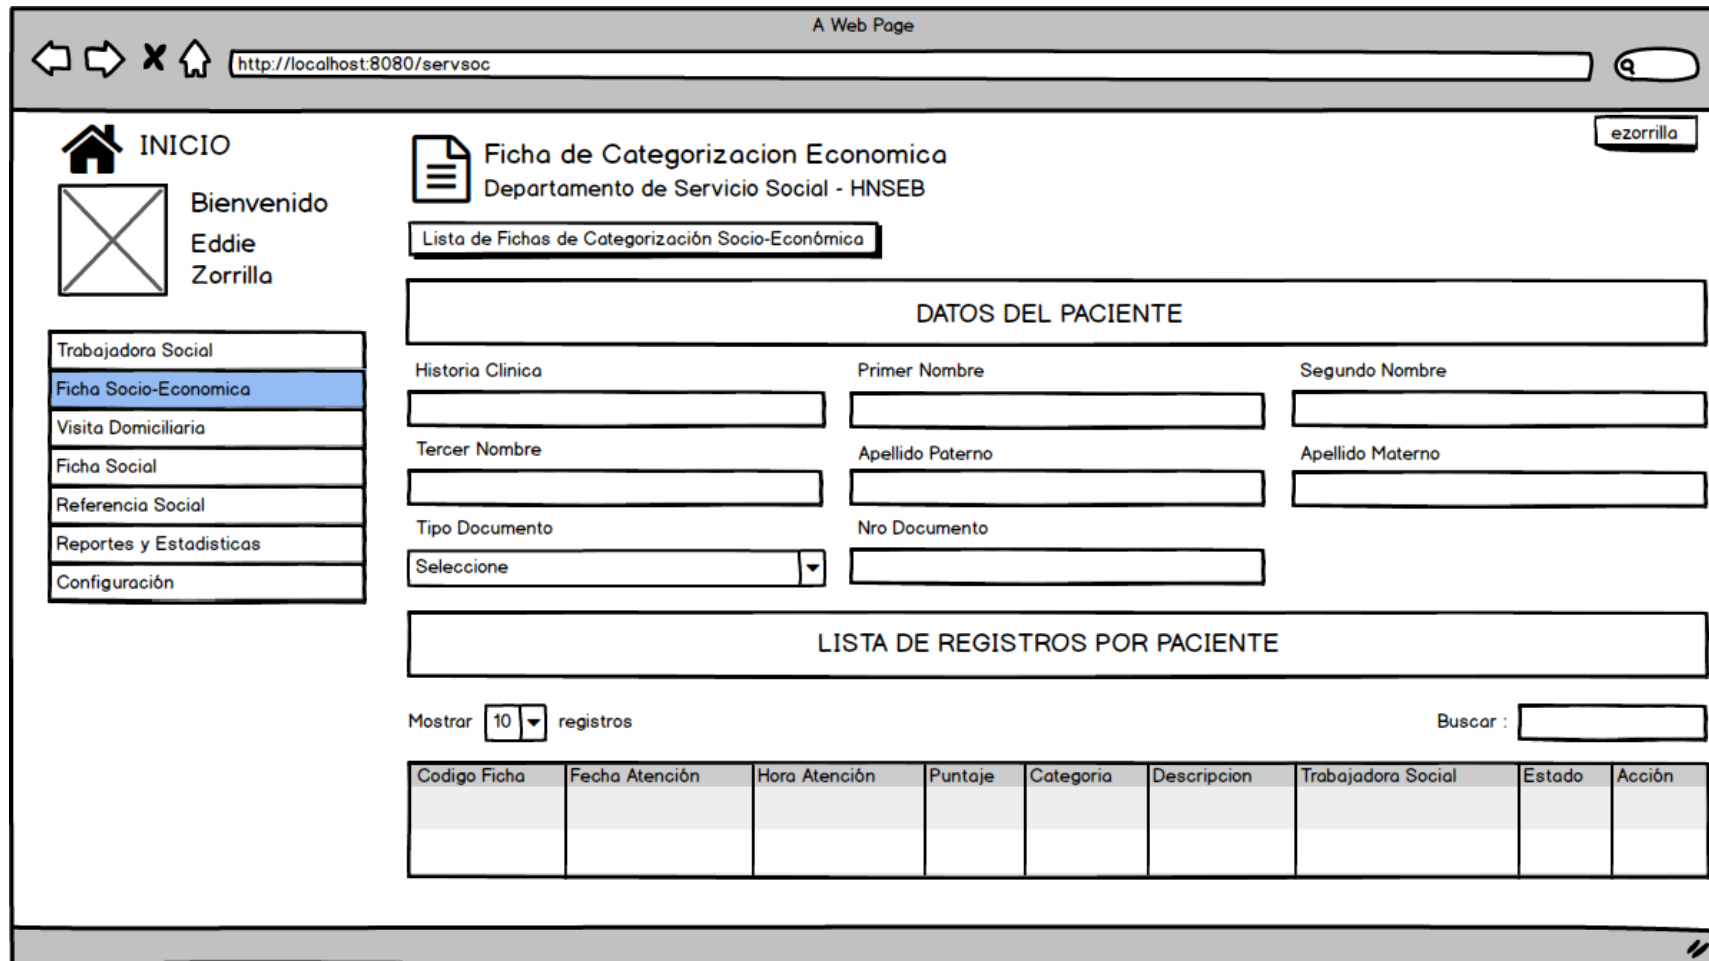 A Web Page
http://localhost:8080/servsoc
ezorrilla
INICIO
Bienvenido
Eddie
Zorrilla
Trabajadora Social
Ficha Socio-Economica
Visita Domiciliaria
Ficha Social
Referencia Social
Reportes y Estadisticas
Configuración
Ficha de Categorizacion Economica
Departamento de Servicio Social - HNSEB
Lista de Fichas de Categorización Socio-Económica
DATOS DEL PACIENTE
Historia Clinica Primer Nombre Segundo Nombre
Tercer Nombre Apellido Paterno Apellido Materno
Tipo Documento Nro Documento
Seleccione
LISTA DE REGISTROS POR PACIENTE
Mostrar 10 registros Buscar :
Codigo Ficha Fecha Atención Hora Atención Puntaje Categoria Descripcion Trabajadora Social Estado Acción